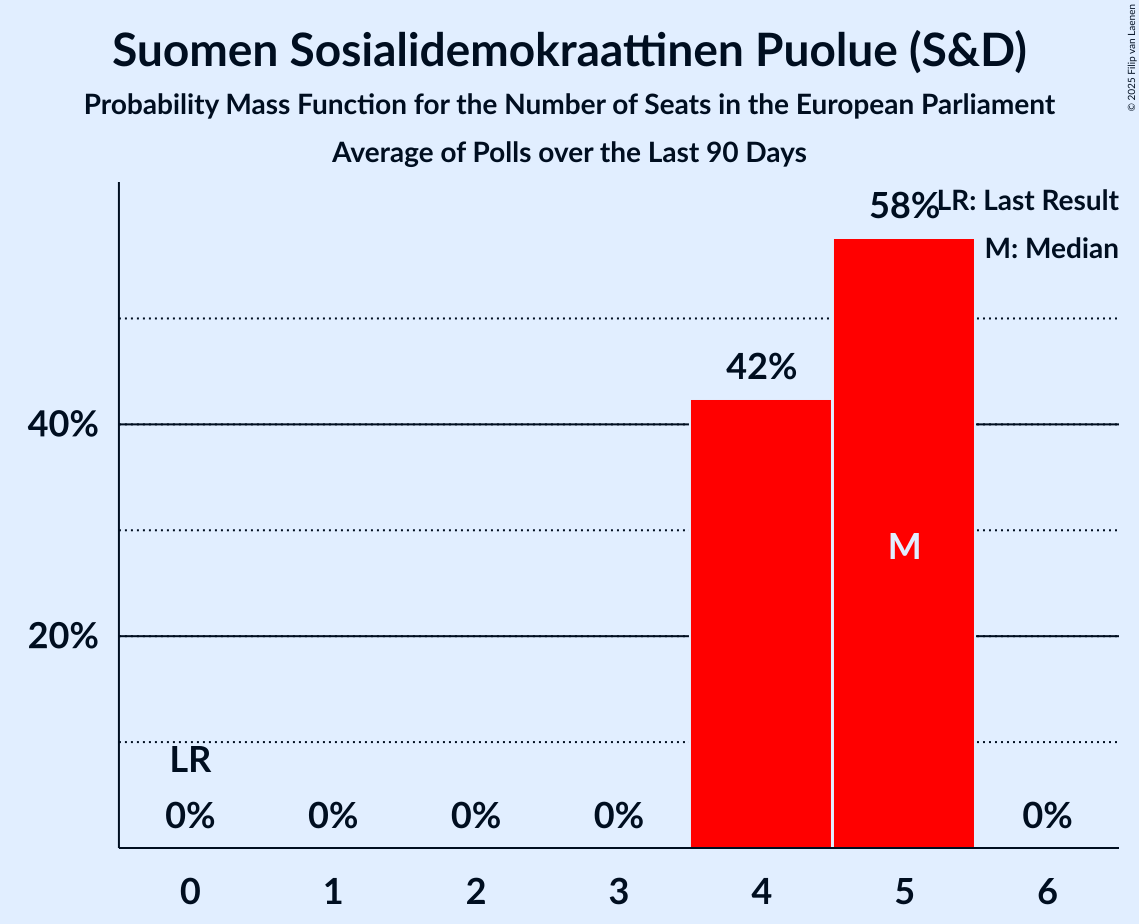 Suomen Sosialidemokraattinen Puolue (S&D)
Probability Mass Function for the Number of Seats in the European Parliament
Average of Polls over the Last 90 Days
© 2025 Filip van Laenen
LR: Last Result
M: Median
58%
42%
40%
M
20%
LR
0%
0%
0%
0%
0%
0
1
2
3
4
5
6